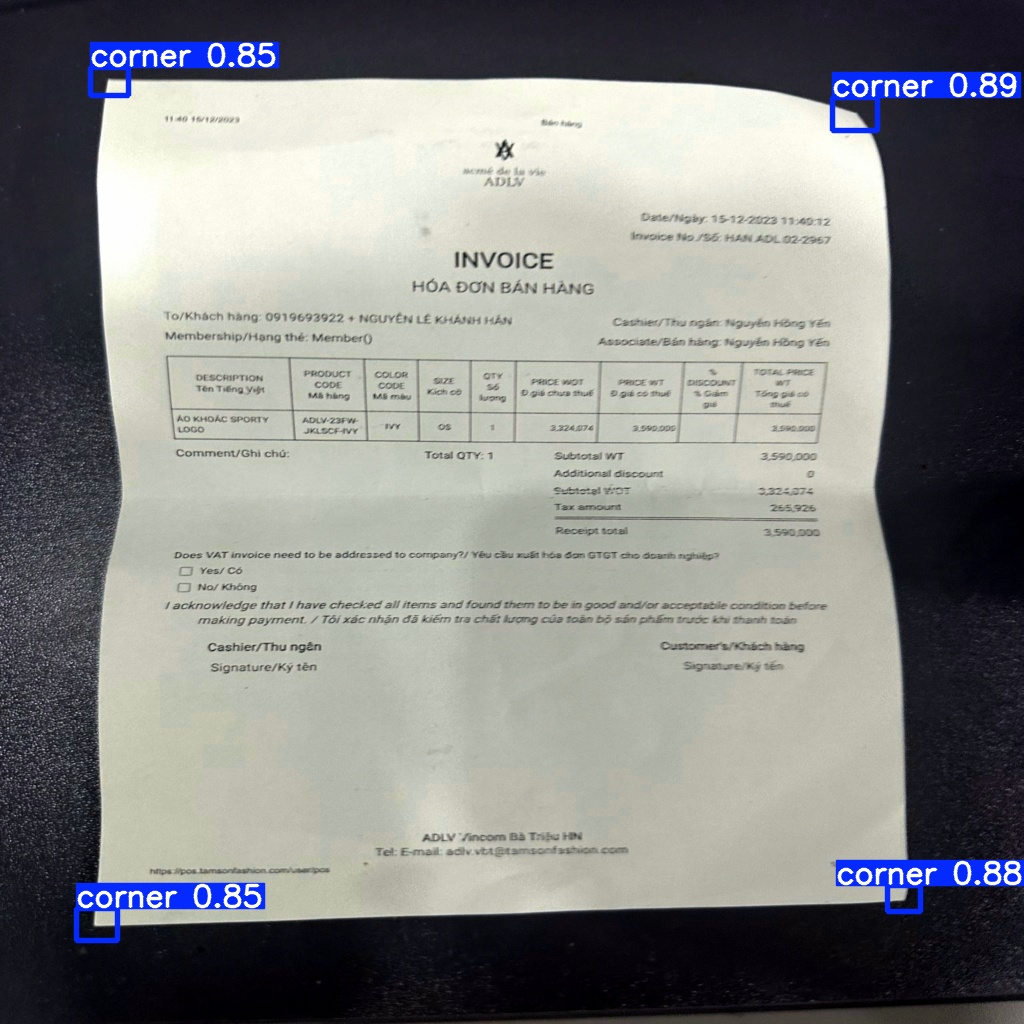 corner 0.85
corner 0.89
11:40 15/12/2023
Bán hàng
acmé de la vie
ADLV
Date/Ngày: 15-12-2023 11:40:12
Invoice No./Số: HAN.ADL.02-2967
INVOICE
HÓA ĐƠN BÁN HÀNG
To/Khách hàng: 0919693922 + NGUYỄN LÊ KHÁNH HÂN
Cashier/Thu ngân: Nguyễn Hồng Yến
Membership/Hạng thẻ: Member()
Associate/Bán hàng: Nguyễn Hồng Yến
DESCRIPTION Tên Tiếng Việt
PRODUCT CODE Mã hàng
COLOR CODE Mã màu
SIZE Kích cỡ
QTY Số lượng
PRICE WOT Đ.giá chưa thuế
PRICE WT Đ.giá có thuế
% DISCOUNT % Giảm giá
TOTAL PRICE WT Tổng giá có thuế
ÁO KHOÁC SPORTY LOGO
ADLV-23FW-JKLSCF-IVY
IVY
OS
1
3,324,074
3,590,000
3,590,000
Comment/Ghi chú:
Total QTY: 1
Subtotal WT 3,590,000
Additional discount 0
Subtotal WOT 3,324,074
Tax amount 265,926
Receipt total 3,590,000
Does VAT invoice need to be addressed to company?/ Yêu cầu xuất hóa đơn GTGT cho doanh nghiệp?
Yes/ Có
No/ Không
I acknowledge that I have checked all items and found them to be in good and/or acceptable condition before
making payment. / Tôi xác nhận đã kiểm tra chất lượng của toàn bộ sản phẩm trước khi thanh toán
Cashier/Thu ngân
Customer's/Khách hàng
Signature/Ký tên
Signature/Ký tên
ADLV Vincom Bà Triệu HN
Tel: E-mail: adlv.vbt@tamsonfashion.com
https://pos.tamsonfashion.com/user/pos
corner 0.88
corner 0.85